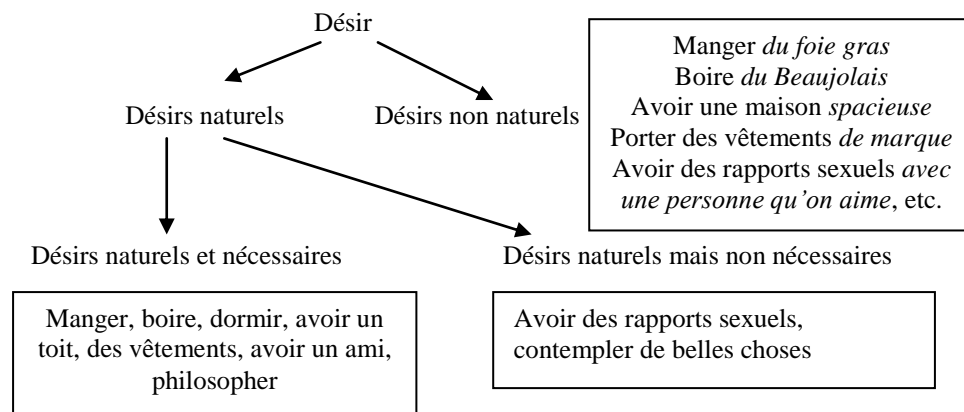 Désir
Manger du foie gras
Boire du Beaujolais
Avoir une maison spacieuse
Porter des vêtements de marque
Avoir des rapports sexuels avec
une personne qu'on aime, etc.
Désirs naturels
Désirs non naturels
Désirs naturels et nécessaires
Désirs naturels mais non nécessaires
Manger, boire, dormir, avoir un
toit, des vêtements, avoir un ami,
philosopher
Avoir des rapports sexuels,
contempler de belles choses